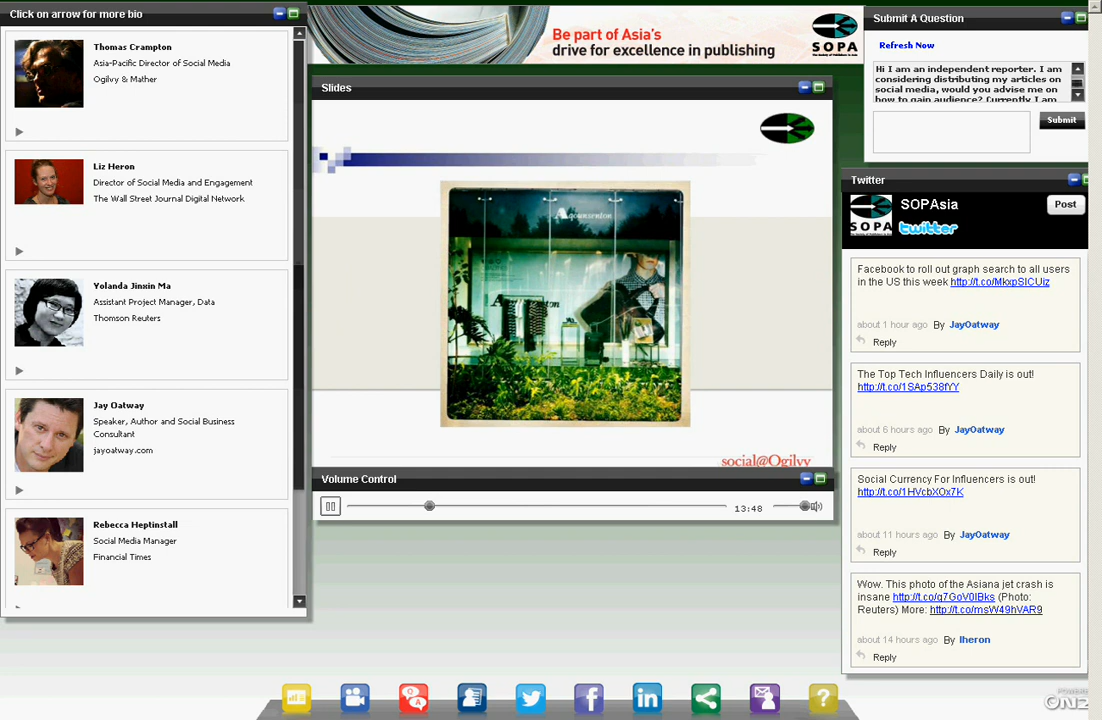 Click on arrow for more bio
Thomas Crampton
Asia-Pacific Director of Social Media
Ogilvy & Mather
Liz Heron
Director of Social Media and Engagement
The Wall Street Journal Digital Network
Yolanda Jinxin Ma
Assistant Project Manager, Data
Thomson Reuters
Jay Oatway
Speaker, Author and Social Business
Consultant
jayoatway.com
Rebecca Heptinstall
Social Media Manager
Financial Times
Be part of Asia's
drive for excellence in publishing
SOPA
Slides
social@Ogilvy
Volume Control
13:48
Submit A Question
Refresh Now
Hi I am an independent reporter. I am
considering distributing my articles on
social media, would you advise me on
how to gain audience? Currently I am
Submit
Twitter
SOPA
SOPAsia
twitter
Post
Facebook to roll out graph search to all users
in the US this week http://t.co/MkxpSICUiz
about 1 hour ago By JayOatway
Reply
The Top Tech Influencers Daily is out!
http://t.co/1SAp538fYY
about 6 hours ago By JayOatway
Reply
Social Currency For Influencers is out!
http://t.co/1HVcbXOx7K
about 11 hours ago By JayOatway
Reply
Wow. This photo of the Asiana jet crash is
insane http://t.co/q7GoV0lBks (Photo:
Reuters) More: http://t.co/msW49hVAR9
about 14 hours ago By lheron
Reply
Q
A
?